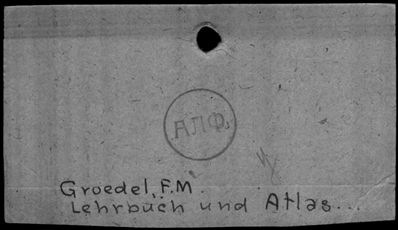 АЛФ.
Groedel, F.M.
Lehrbuch und Atlas...